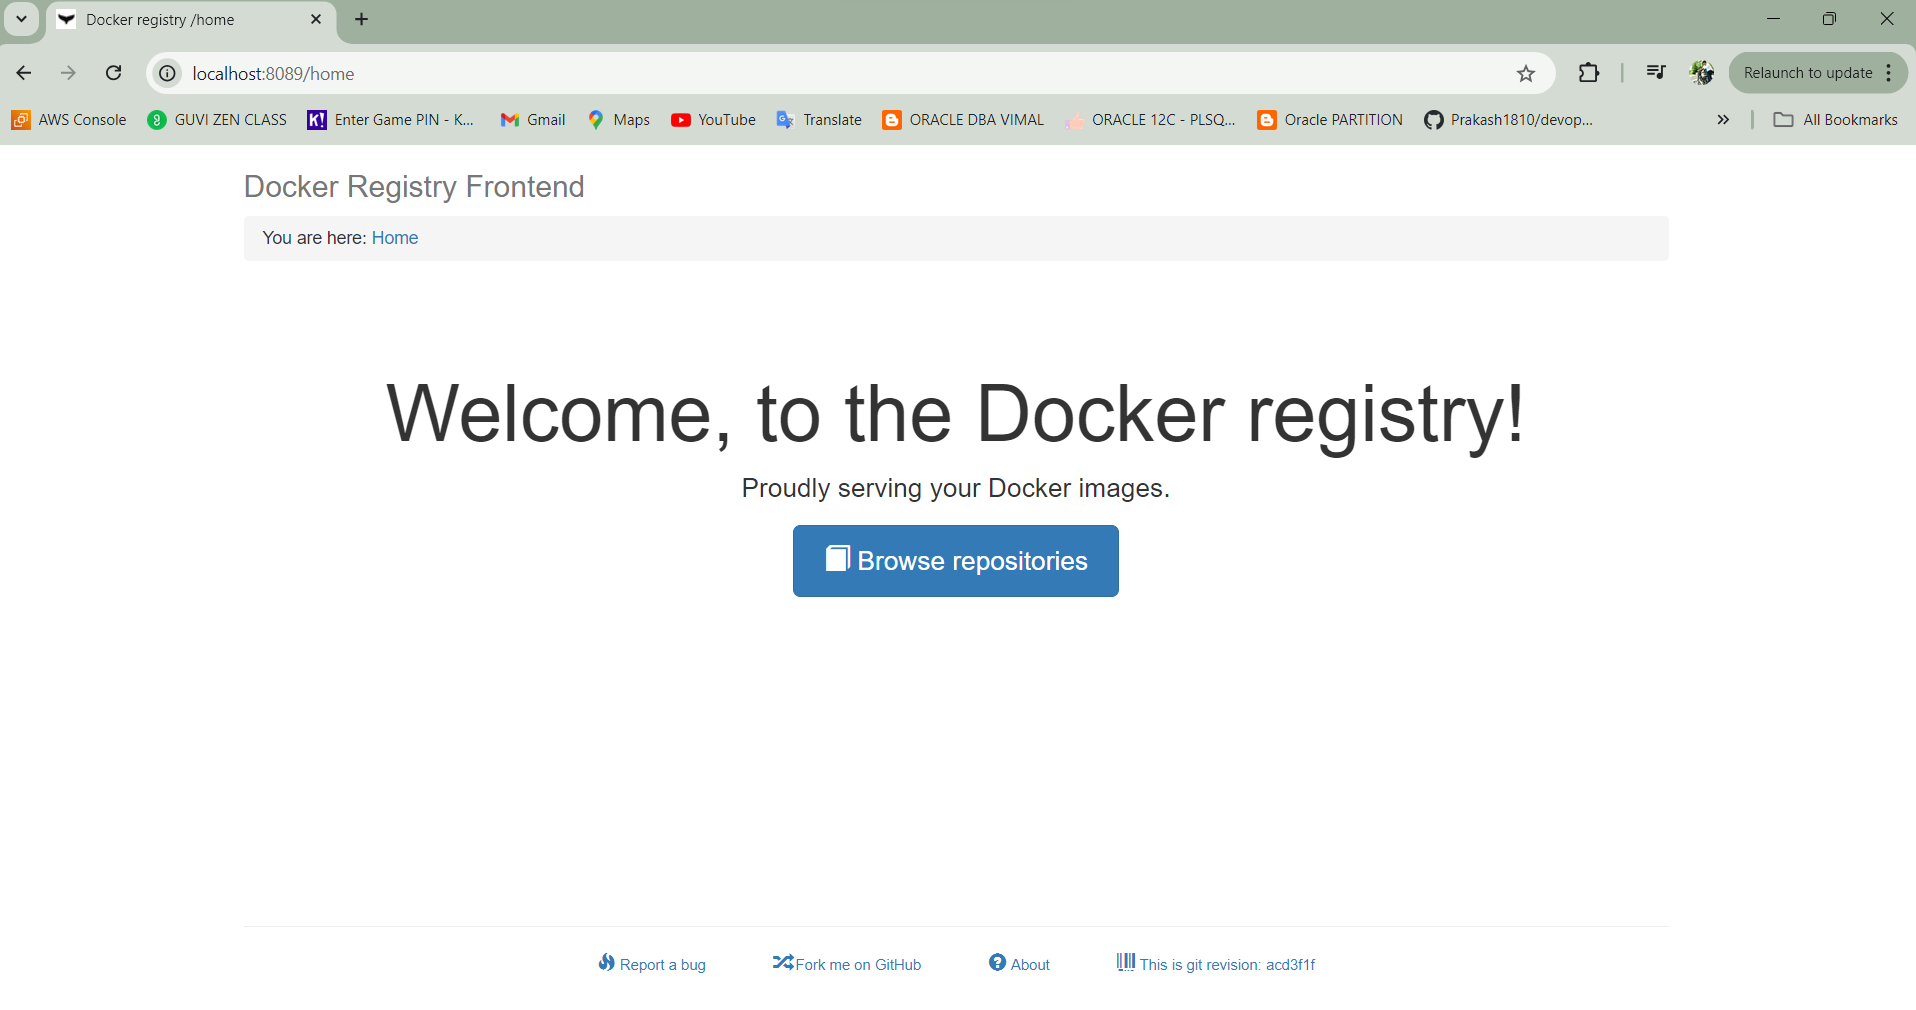 Docker registry /home
localhost:8089/home
Relaunch to update
AWS Console
GUVI ZEN CLASS
K!
Enter Game PIN - K...
Gmail
Maps
YouTube
Translate
ORACLE DBA VIMAL
ORACLE 12C - PLSQ...
Oracle PARTITION
Prakash1810/devop...
All Bookmarks
Docker Registry Frontend
You are here: Home
Welcome, to the Docker registry!
Proudly serving your Docker images.
Browse repositories
Report a bug
Fork me on GitHub
About
This is git revision: acd3f1f